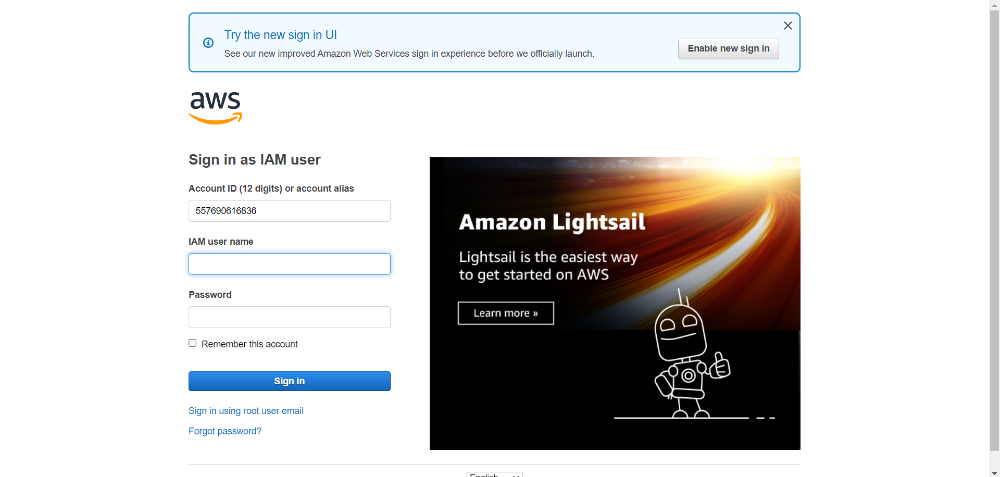 Try the new sign in UI
See our new improved Amazon Web Services sign in experience before we officially launch.
Enable new sign in
aws
Sign in as IAM user
Account ID (12 digits) or account alias
557690616836
IAM user name
Password
Remember this account
Sign in
Sign in using root user email
Forgot password?
Amazon Lightsail
Lightsail is the easiest way
to get started on AWS
Learn more »
English